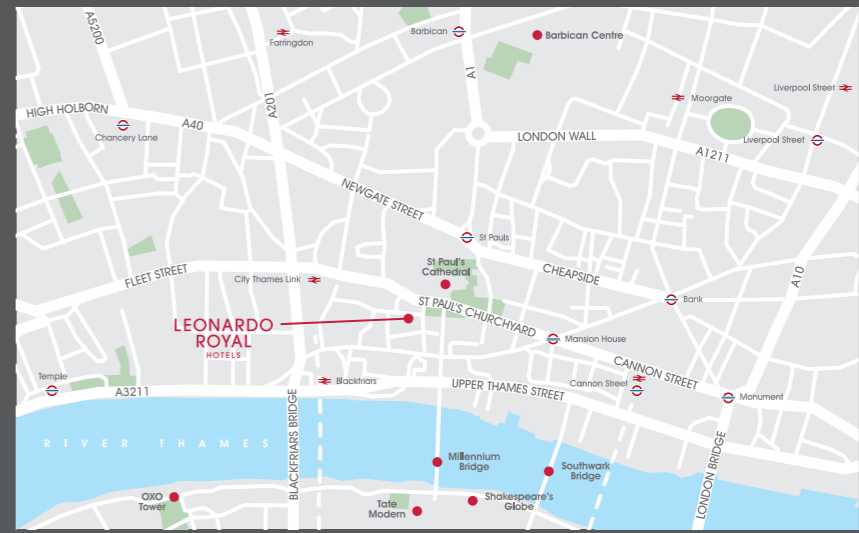 A5200
Farringdon
Barbican
Barbican Centre
A1
A201
Liverpool Street
Moorgate
HIGH HOLBORN
A40
Chancery Lane
LONDON WALL
Liverpool Street
A1211
NEWGATE STREET
St Pauls
St Paul's
Cathedral
CHEAPSIDE
A10
FLEET STREET
City Thames Link
Bank
ST PAUL'S CHURCHYARD
LEONARDO
ROYAL
HOTELS
Mansion House
CANNON STREET
Temple
A3211
Blackfriars
UPPER THAMES STREET
Cannon Street
Monument
BLACKFRIARS BRIDGE
RIVER THAMES
LONDON BRIDGE
Millennium
Bridge
Southwark
Bridge
OXO
Tower
Tate
Modern
Shakespeare's
Globe